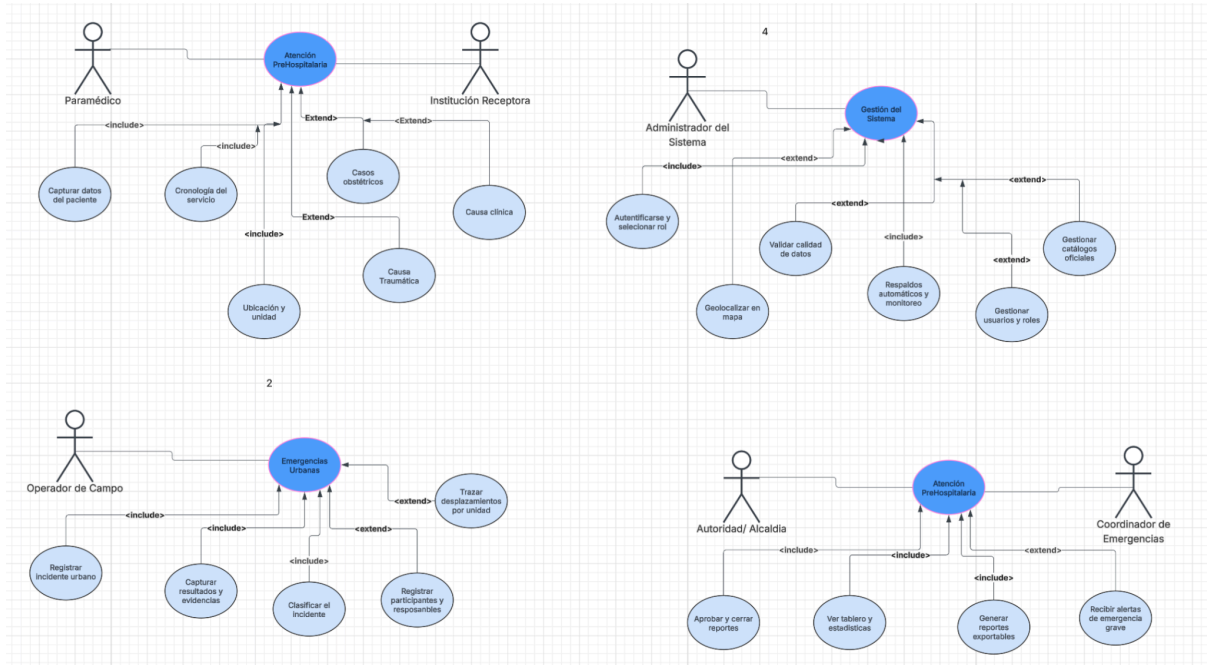 Atención
PreHospitalaria
Paramédico
Institución Receptora
<include>
Extend>
<Extend>
<include>
Capturar datos
del paciente
Cronología del
servicio
Casos
obstétricos
Causa clínica
Extend>
<include>
Causa
Traumática
Ubicación y
unidad
4
Gestión del
Sistema
Administrador del
Sistema
<extend>
<include>
<extend>
<extend>
Autentificarse y
selecionar rol
Validar calidad
de datos
<include>
<extend>
Gestionar
catálogos
oficiales
Geolocalizar en
mapa
Respaldos
automáticos y
monitoreo
Gestionar
usuarios y roles
2
Emergencias
Urbanas
Operador de Campo
Trazar
desplazamientos
por unidad
<extend>
<include>
<include>
<extend>
<include>
Registrar
incidente urbano
Capturar
resultados y
evidencias
Clasificar el
incidente
Registrar
participantes y
resposanbles
Atención
PreHospitalaria
Autoridad/ Alcaldia
Coordinador de
Emergencias
<include>
<include>
<extend>
<include>
Aprobar y cerrar
reportes
Ver tablero y
estadisticas
Generar
reportes
exportables
Recibir alertas
de emergencia
grave